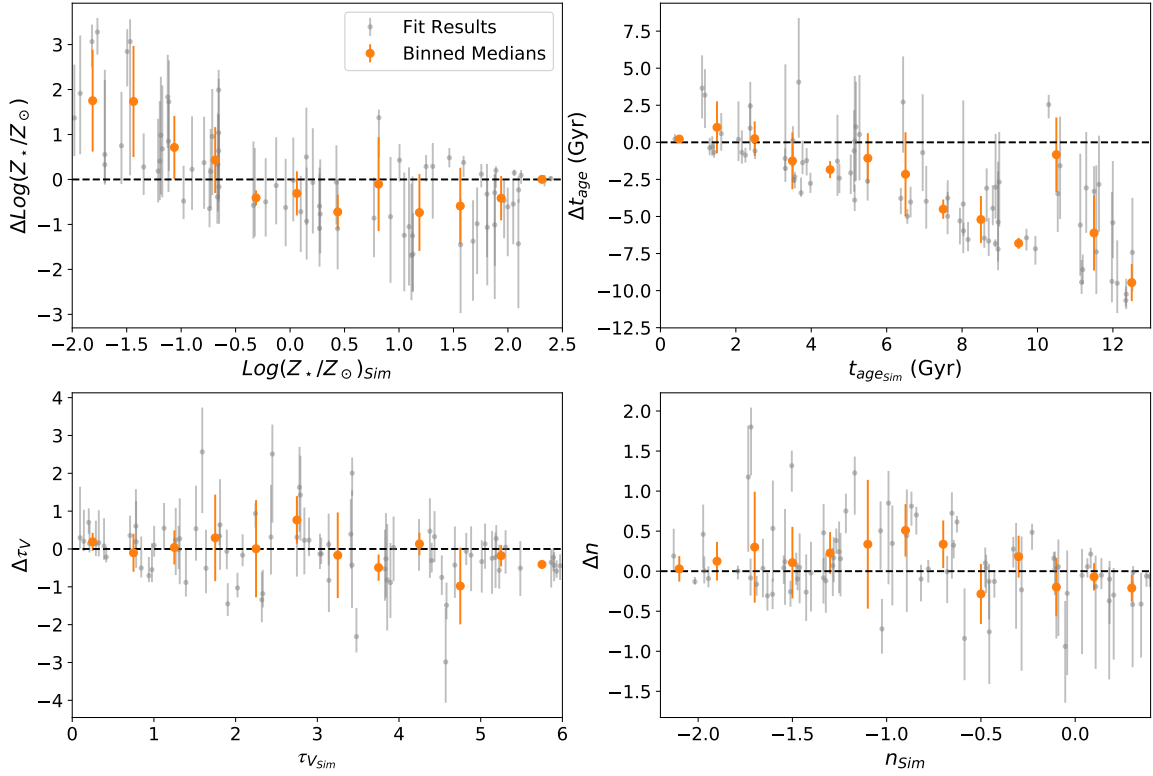 Fit Results
Binned Medians
3
2
1
0
−1
−2
−3
ΔLog(Z⋆/Z⊙)
−2.0 −1.5 −1.0 −0.5 0.0 0.5 1.0 1.5 2.0 2.5
Log(Z⋆/Z⊙)Sim
7.5
5.0
2.5
0.0
−2.5
−5.0
−7.5
−10.0
−12.5
Δtage (Gyr)
0 2 4 6 8 10 12
tageSim (Gyr)
4
3
2
1
0
−1
−2
−3
−4
ΔτV
0 1 2 3 4 5 6
τVSim
2.0
1.5
1.0
0.5
0.0
−0.5
−1.0
−1.5
Δn
−2.0 −1.5 −1.0 −0.5 0.0
nSim